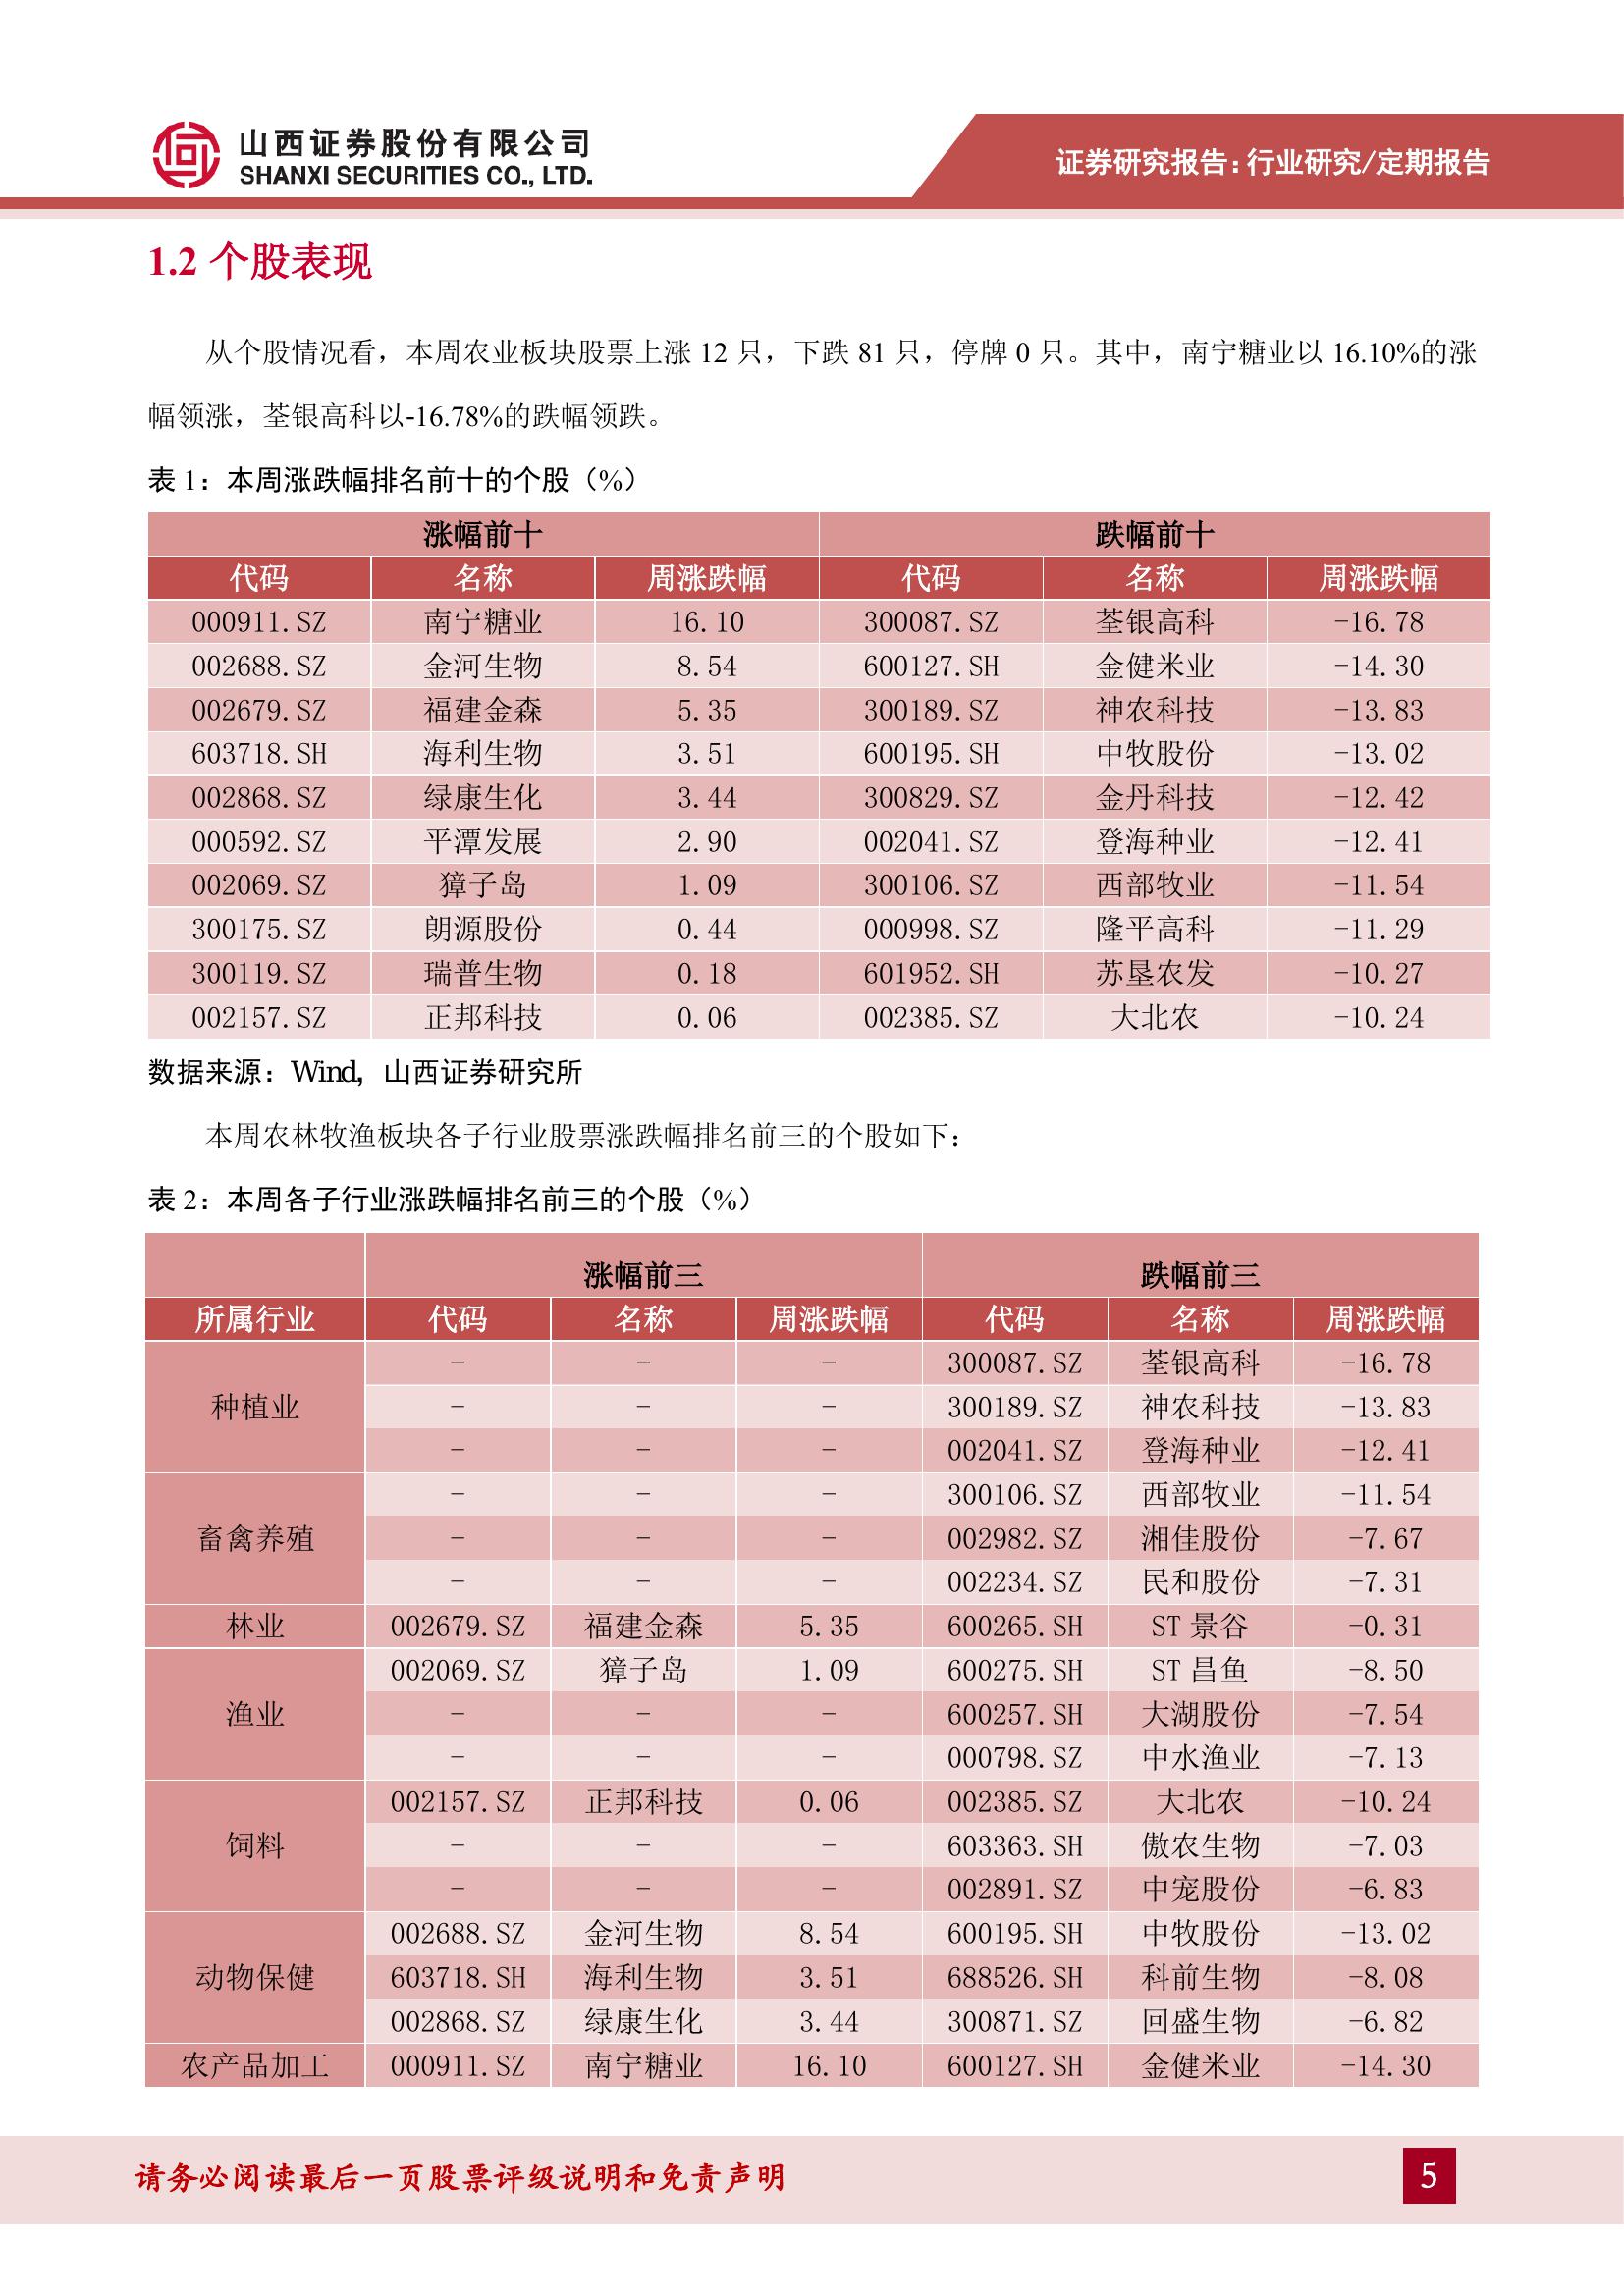 山西证券股份有限公司
SHANXI SECURITIES CO., LTD.
证券研究报告：行业研究/定期报告
1.2 个股表现
从个股情况看，本周农业板块股票上涨 12 只，下跌 81 只，停牌 0 只。其中，南宁糖业以 16.10%的涨
幅领涨，荃银高科以-16.78%的跌幅领跌。
表 1：本周涨跌幅排名前十的个股（%）
涨幅前十 跌幅前十
代码 名称 周涨跌幅 代码 名称 周涨跌幅
000911.SZ 南宁糖业 16.10 300087.SZ 荃银高科 -16.78
002688.SZ 金河生物 8.54 600127.SH 金健米业 -14.30
002679.SZ 福建金森 5.35 300189.SZ 神农科技 -13.83
603718.SH 海利生物 3.51 600195.SH 中牧股份 -13.02
002868.SZ 绿康生化 3.44 300829.SZ 金丹科技 -12.42
000592.SZ 平潭发展 2.90 002041.SZ 登海种业 -12.41
002069.SZ 獐子岛 1.09 300106.SZ 西部牧业 -11.54
300175.SZ 朗源股份 0.44 000998.SZ 隆平高科 -11.29
300119.SZ 瑞普生物 0.18 601952.SH 苏垦农发 -10.27
002157.SZ 正邦科技 0.06 002385.SZ 大北农 -10.24
数据来源：Wind，山西证券研究所
本周农林牧渔板块各子行业股票涨跌幅排名前三的个股如下：
表 2：本周各子行业涨跌幅排名前三的个股（%）
涨幅前三 跌幅前三
所属行业 代码 名称 周涨跌幅 代码 名称 周涨跌幅
种植业 - - - 300087.SZ 荃银高科 -16.78
- - - 300189.SZ 神农科技 -13.83
- - - 002041.SZ 登海种业 -12.41
畜禽养殖 - - - 300106.SZ 西部牧业 -11.54
- - - 002982.SZ 湘佳股份 -7.67
- - - 002234.SZ 民和股份 -7.31
林业 002679.SZ 福建金森 5.35 600265.SH ST 景谷 -0.31
渔业 002069.SZ 獐子岛 1.09 600275.SH ST 昌鱼 -8.50
- - - 600257.SH 大湖股份 -7.54
- - - 000798.SZ 中水渔业 -7.13
饲料 002157.SZ 正邦科技 0.06 002385.SZ 大北农 -10.24
- - - 603363.SH 傲农生物 -7.03
- - - 002891.SZ 中宠股份 -6.83
动物保健 002688.SZ 金河生物 8.54 600195.SH 中牧股份 -13.02
603718.SH 海利生物 3.51 688526.SH 科前生物 -8.08
002868.SZ 绿康生化 3.44 300871.SZ 回盛生物 -6.82
农产品加工 000911.SZ 南宁糖业 16.10 600127.SH 金健米业 -14.30
请务必阅读最后一页股票评级说明和免责声明
5